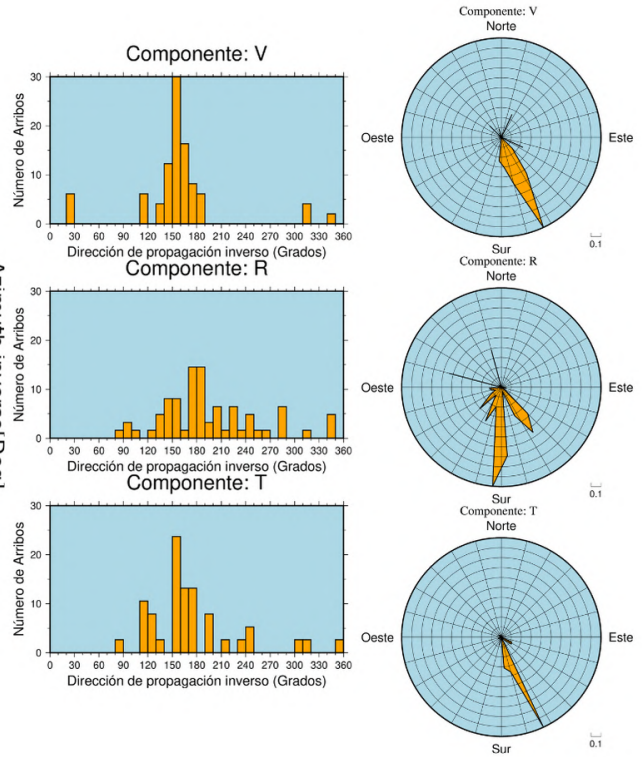 Componente: V
Número de Arribos
30
20
10
0
0 30 60 90 120 150 180 210 240 270 300 330 360
Dirección de propagación inverso (Grados)
Componente: R
Número de Arribos
30
20
10
0
0 30 60 90 120 150 180 210 240 270 300 330 360
Dirección de propagación inverso (Grados)
Componente: T
Número de Arribos
30
20
10
0
0 30 60 90 120 150 180 210 240 270 300 330 360
Dirección de propagación inverso (Grados)
Componente: V
Norte
Oeste
Este
Sur
0.1
Componente: R
Norte
Oeste
Este
Sur
0.1
Componente: T
Norte
Oeste
Este
Sur
0.1